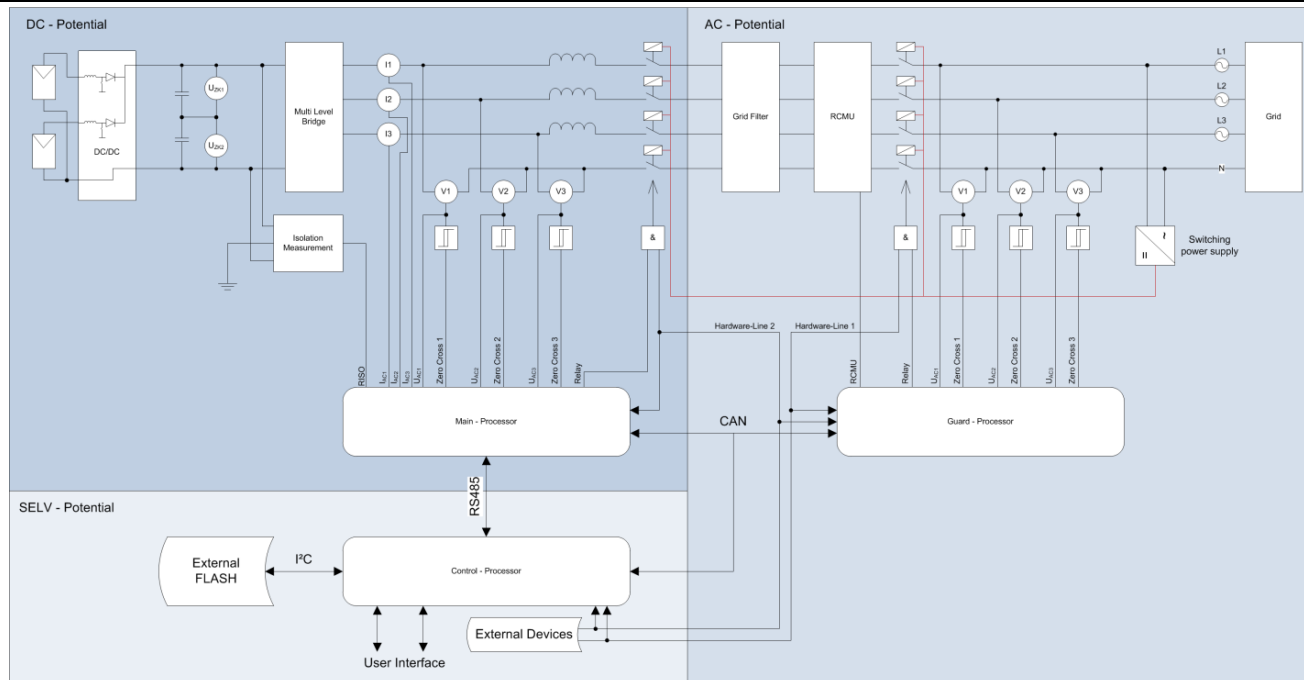 DC - Potential
AC - Potential
L1
L2
L3
N
DC/DC
U_ZK1
U_ZK2
Multi Level
Bridge
I1
I2
I3
Grid Filter
RCMU
Grid
V1
V2
V3
V1
V2
V3
Isolation
Measurement
&
&
Switching
power supply
Hardware-Line 2
Hardware-Line 1
RISO
I_AC1
I_AC2
I_AC3
U_AC1
Zero Cross 1
U_AC2
Zero Cross 2
U_AC3
Zero Cross 3
Relay
RCMU
Relay
U_AC1
Zero Cross 1
U_AC2
Zero Cross 2
U_AC3
Zero Cross 3
Main - Processor
CAN
Guard - Processor
RS485
SELV - Potential
External
FLASH
I²C
Control - Processor
External Devices
User Interface